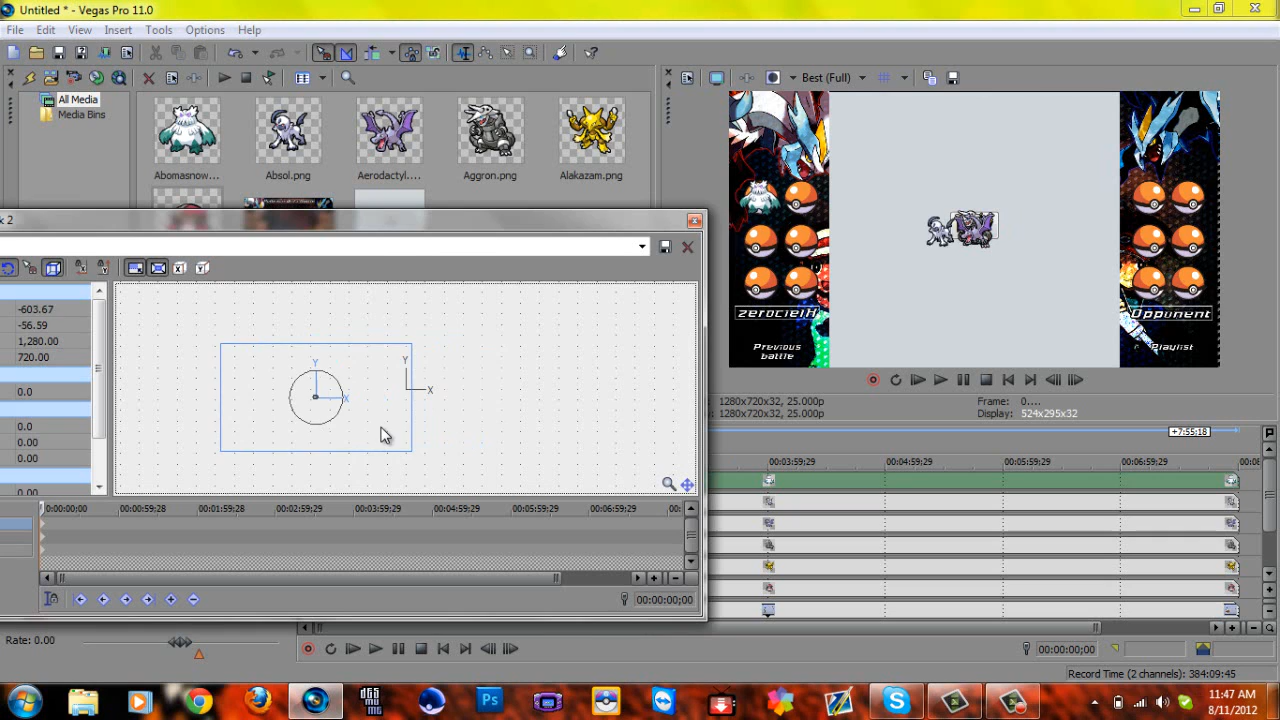 Untitled * - Vegas Pro 11.0
File Edit View Insert Tools Options Help
All Media
Media Bins
Abomasnow... Absol.png Aerodactyl.... Aggron.png Alakazam.png
Best (Full)
zerocielH
Previous
battle
Opponent
Playlist
-603.67
-56.59
1,280.00
720.00
0.0
0.0
0.00
0.00
0.00
Y
X
Y
X
0:00:00;00 00:00:59;28 00:01:59;28 00:02:59;29 00:03:59;29 00:04:59;29 00:05:59;29 00:06:59;29 00:
00:00:00;00
1280x720x32, 25.000p
1280x720x32, 25.000p
Frame: 0....
Display: 524x295x32
+7:55:18
00:03:59;29 00:04:59;29 00:05:59;29 00:06:59;29
Rate: 0.00
00:00:00;00
Record Time (2 channels): 384:09:45
11:47 AM
8/11/2012